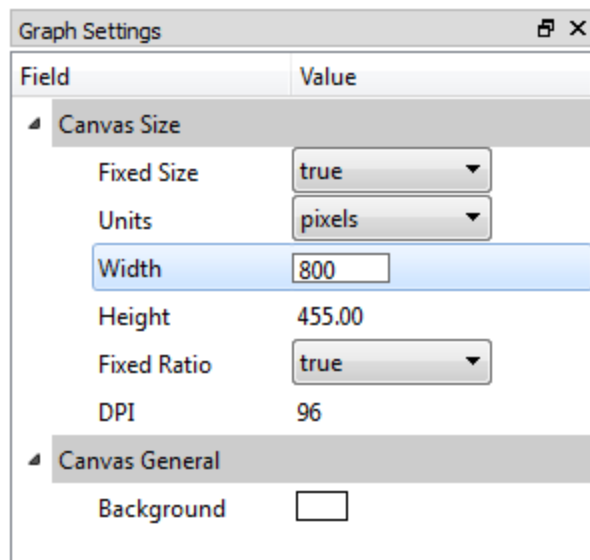 Graph Settings
Field Value
Canvas Size
Fixed Size true
Units pixels
Width 800
Height 455.00
Fixed Ratio true
DPI 96
Canvas General
Background